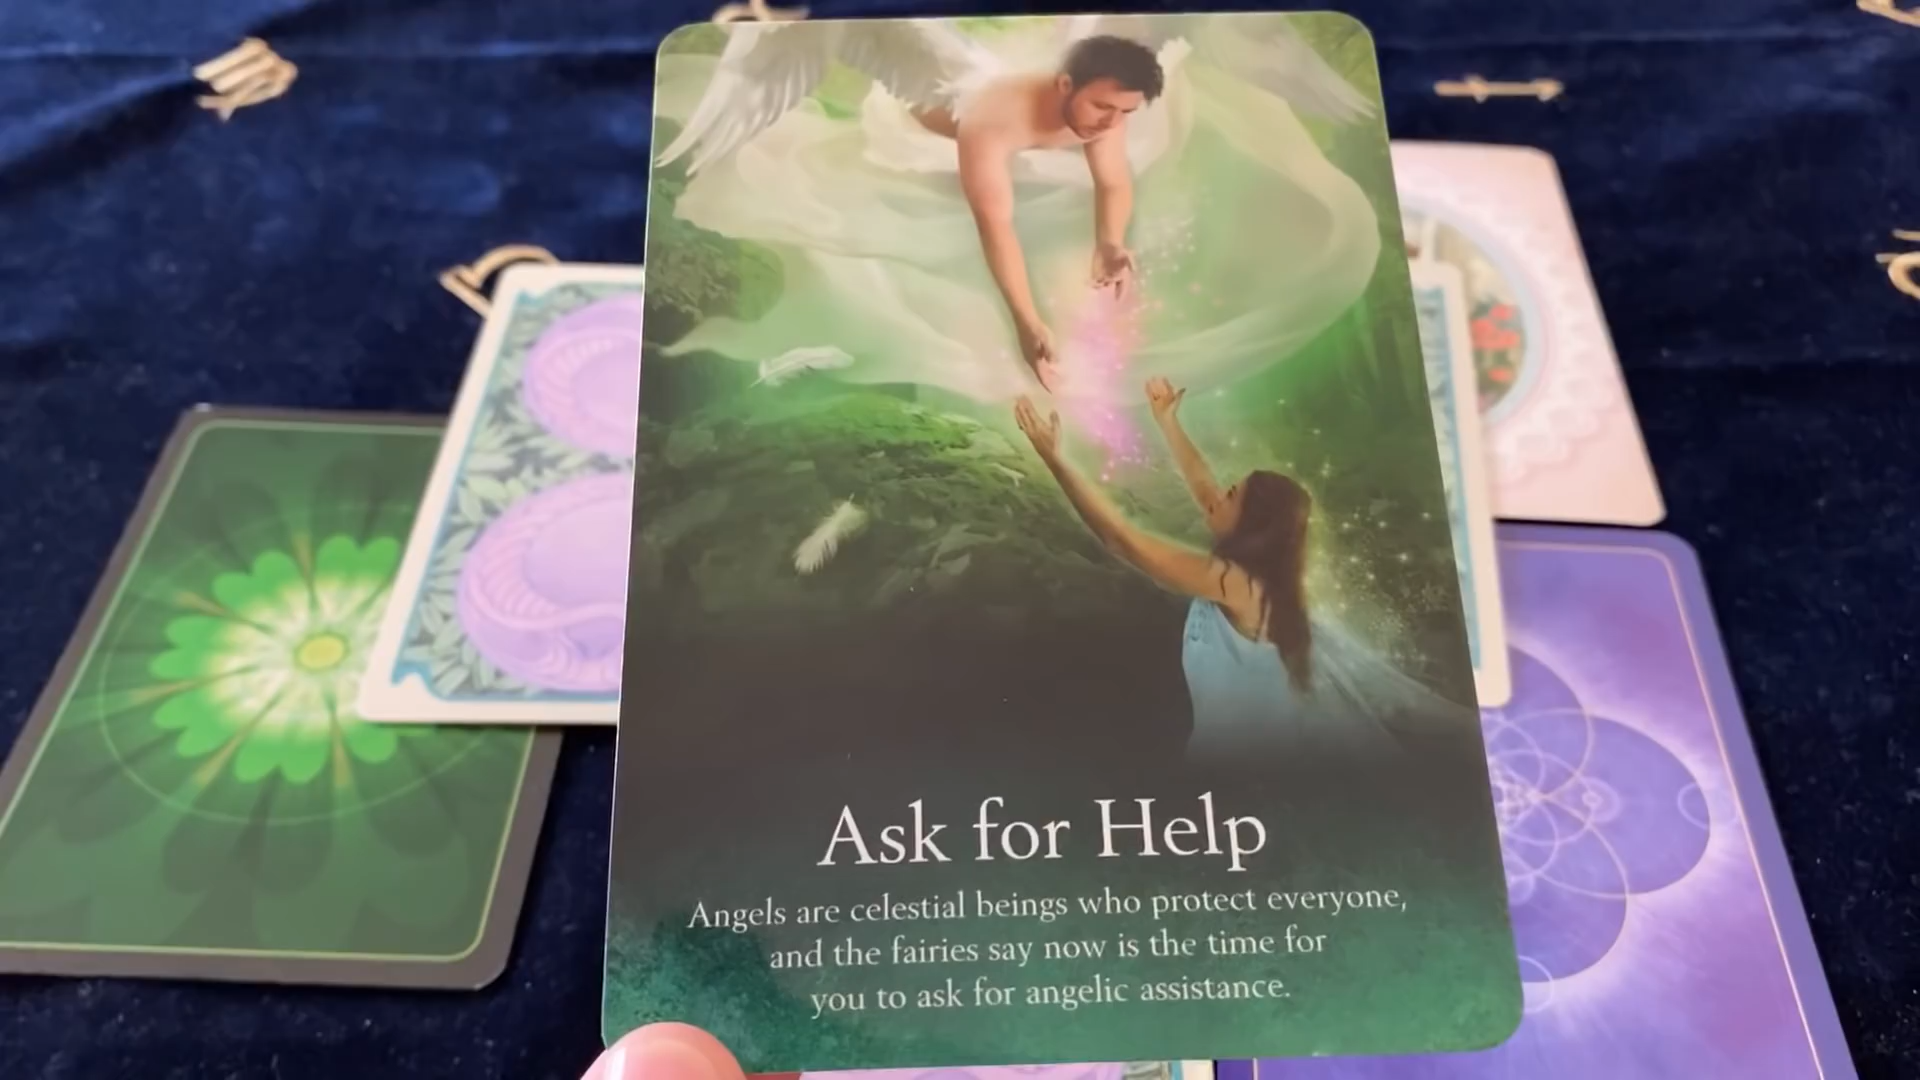 Ask for Help
Angels are celestial beings who protect everyone,
and the fairies say now is the time for
you to ask for angelic assistance.